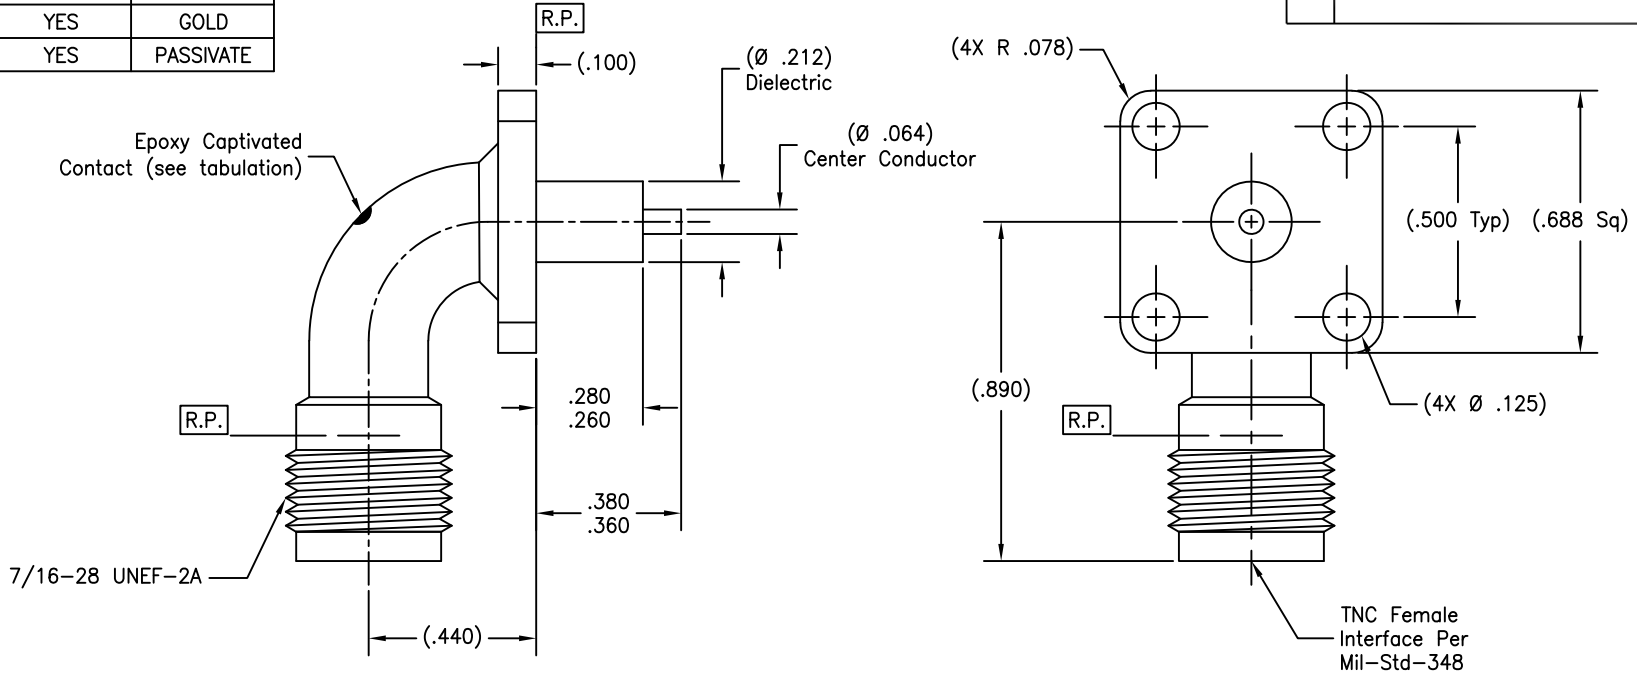 YES GOLD
YES PASSIVATE
R.P.
(.100)
(Ø .212)
Dielectric
(Ø .064)
Center Conductor
Epoxy Captivated
Contact (see tabulation)
R.P.
.280
.260
.380
.360
7/16-28 UNEF-2A
(.440)
(4X R .078)
(.500 Typ)
(.688 Sq)
(.890)
(4X Ø .125)
R.P.
TNC Female
Interface Per
Mil-Std-348